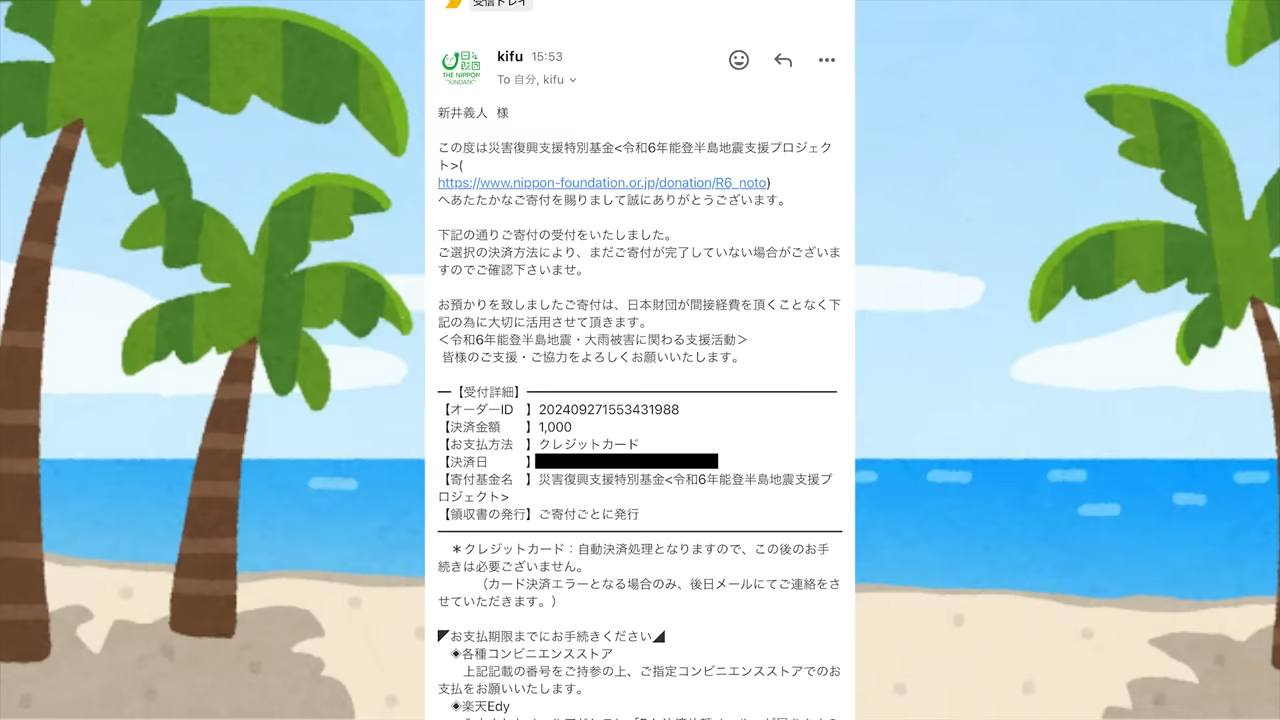 受信トレイ
kifu 15:53
THE NIPPON
FOUNDATION
To 自分, kifu
新井義人 様
この度は災害復興支援特別基金<令和6年能登半島地震支援プロジェク
ト>(
https://www.nippon-foundation.or.jp/donation/R6_noto)
へあたたかなご寄付を賜りまして誠にありがとうございます。
下記の通りご寄付の受付をいたしました。
ご選択の決済方法により、まだご寄付が完了していない場合がございま
すのでご確認下さいませ。
お預かりを致しましたご寄付は、日本財団が間接経費を頂くことなく下
記の為に大切に活用させて頂きます。
＜令和6年能登半島地震・大雨被害に関わる支援活動＞
皆様のご支援・ご協力をよろしくお願いいたします。
━【受付詳細】━━━━━━━━━━━━━━━━━━━━
【オーダーID 】202409271553431988
【決済金額 】1,000
【お支払方法 】クレジットカード
【決済日 】
【寄付基金名 】災害復興支援特別基金<令和6年能登半島地震支援プ
ロジェクト>
【領収書の発行】ご寄付ごとに発行
＊クレジットカード：自動決済処理となりますので、この後のお手
続きは必要ございません。
（カード決済エラーとなる場合のみ、後日メールにてご連絡をさ
せていただきます。）
◤お支払期限までにお手続きください◢
◈各種コンビニエンスストア
上記記載の番号をご持参の上、ご指定コンビニエンスストアでのお
支払をお願いいたします。
◈楽天Edy